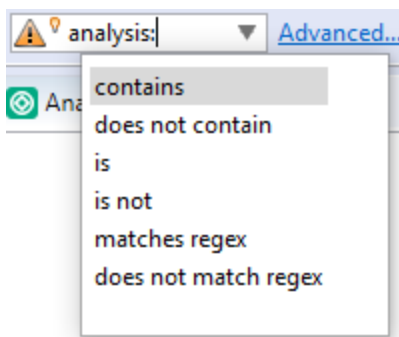 analysis: Advanced...
Ana
contains
does not contain
is
is not
matches regex
does not match regex